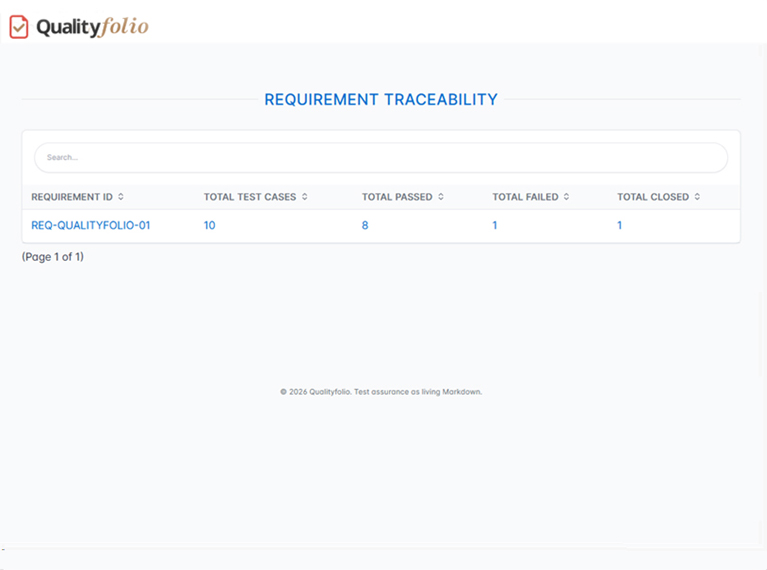 Qualityfolio
REQUIREMENT TRACEABILITY
Search...
REQUIREMENT ID TOTAL TEST CASES TOTAL PASSED TOTAL FAILED TOTAL CLOSED
REQ-QUALITYFOLIO-01 10 8 1 1
(Page 1 of 1)
© 2026 Qualityfolio. Test assurance as living Markdown.